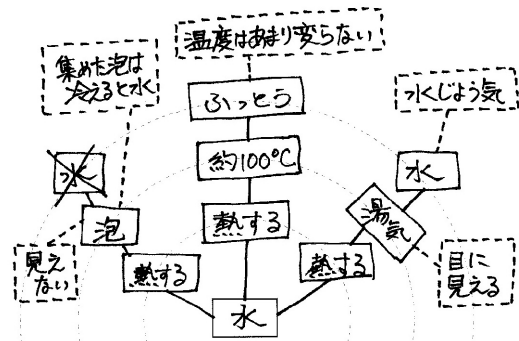 温度はあまり変らない
集めた泡は
冷えると水
ふっとう
水じょう気
約100℃
水
水
熱する
湯気
泡
見え
ない
熱する
熱する
目に
見える
水